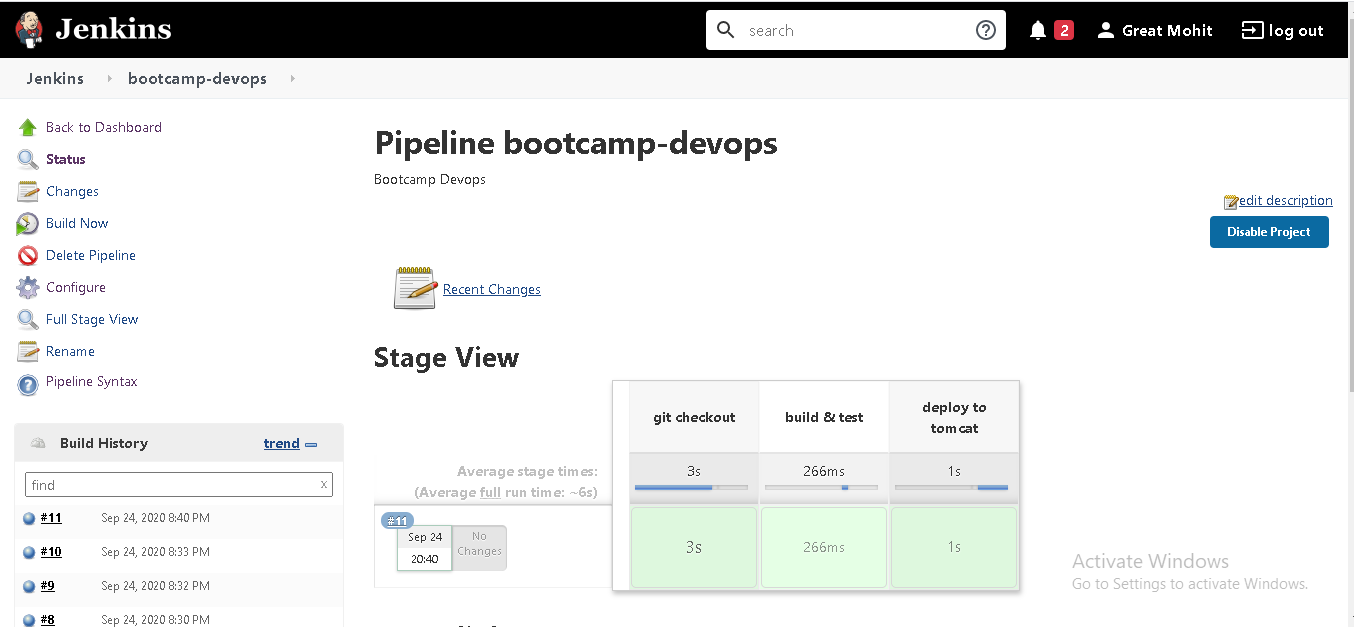 Jenkins
search
2
Great Mohit
log out
Jenkins
bootcamp-devops
Back to Dashboard
Status
Changes
Build Now
Delete Pipeline
Configure
Full Stage View
Rename
Pipeline Syntax
Build History
trend
find
x
#11 Sep 24, 2020 8:40 PM
#10 Sep 24, 2020 8:33 PM
#9 Sep 24, 2020 8:32 PM
#8 Sep 24, 2020 8:30 PM
Pipeline bootcamp-devops
Bootcamp Devops
edit description
Disable Project
Recent Changes
Stage View
git checkout
build & test
deploy to
tomcat
Average stage times:
(Average full run time: ~6s)
3s
266ms
1s
#11
Sep 24
20:40
No
Changes
3s
266ms
1s
Activate Windows
Go to Settings to activate Windows.